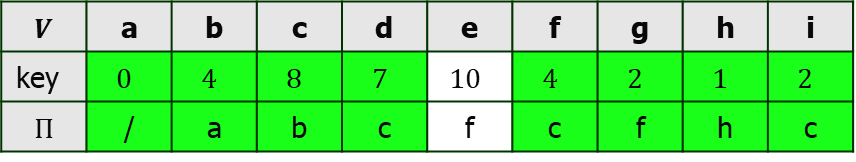 V a b c d e f g h i
key 0 4 8 7 10 4 2 1 2
Π / a b c f c f h c